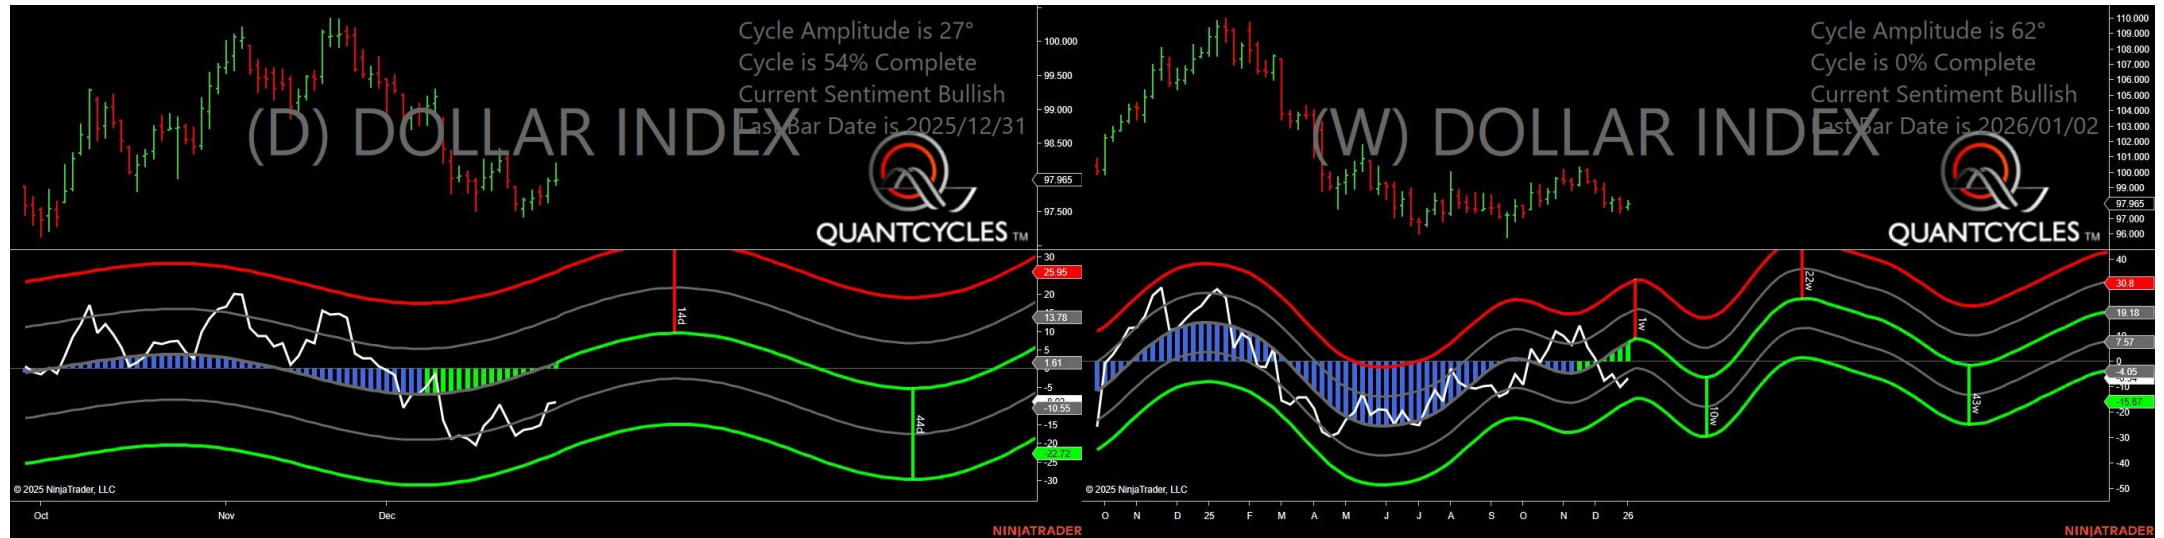 Cycle Amplitude is 27°
Cycle is 54% Complete
Current Sentiment Bullish
Last Bar Date is 2025/12/31
(D) DOLLAR INDEX
QUANTCYCLES TM
100.000
99.500
99.000
98.500
97.965
97.500
30
25.95
20
13.78
10
5
1.61
-5
-10.55
-15
-20
-22.72
-25
-30
14d
44d
© 2025 NinjaTrader, LLC
Oct Nov Dec
NINJATRADER
Cycle Amplitude is 62°
Cycle is 0% Complete
Current Sentiment Bullish
Last Bar Date is 2026/01/02
(W) DOLLAR INDEX
QUANTCYCLES TM
110.000
109.000
108.000
107.000
106.000
105.000
104.000
103.000
102.000
101.000
100.000
99.000
97.965
97.000
96.000
40
30.8
19.18
10
7.57
0
-4.05
-10
-15.67
-20
-30
-40
-50
1w
10w
22w
43w
© 2025 NinjaTrader, LLC
O N D 25 F M A M J J A S O N D 26
NINJATRADER